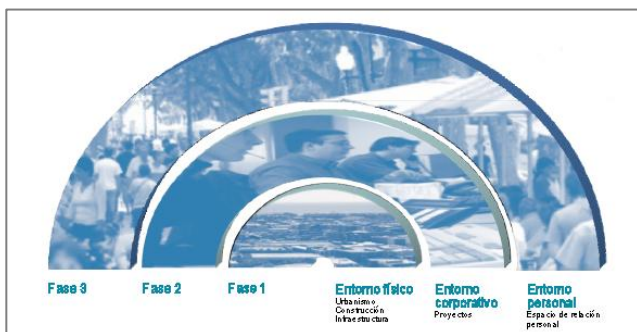 Fase 3
Fase 2
Fase 1
Entorno físico
Urbanismo
Construcción
Infraestructura
Entorno
corporativo
Proyectos
Entorno
personal
Espacio de relación
personal